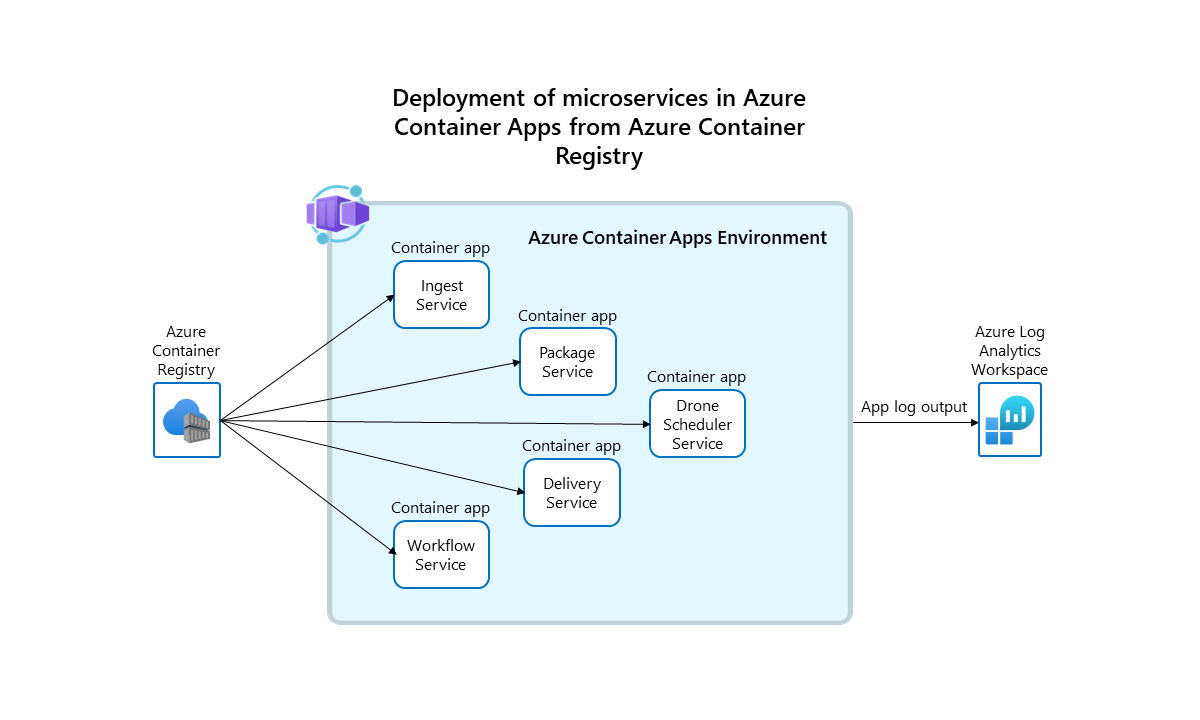 Deployment of microservices in Azure
Container Apps from Azure Container
Registry
Azure Container Apps Environment
Container app
Ingest
Service
Container app
Package
Service
Azure
Container
Registry
Container app
Drone
Scheduler
Service
Container app
Delivery
Service
Container app
Workflow
Service
App log output
Azure Log
Analytics
Workspace